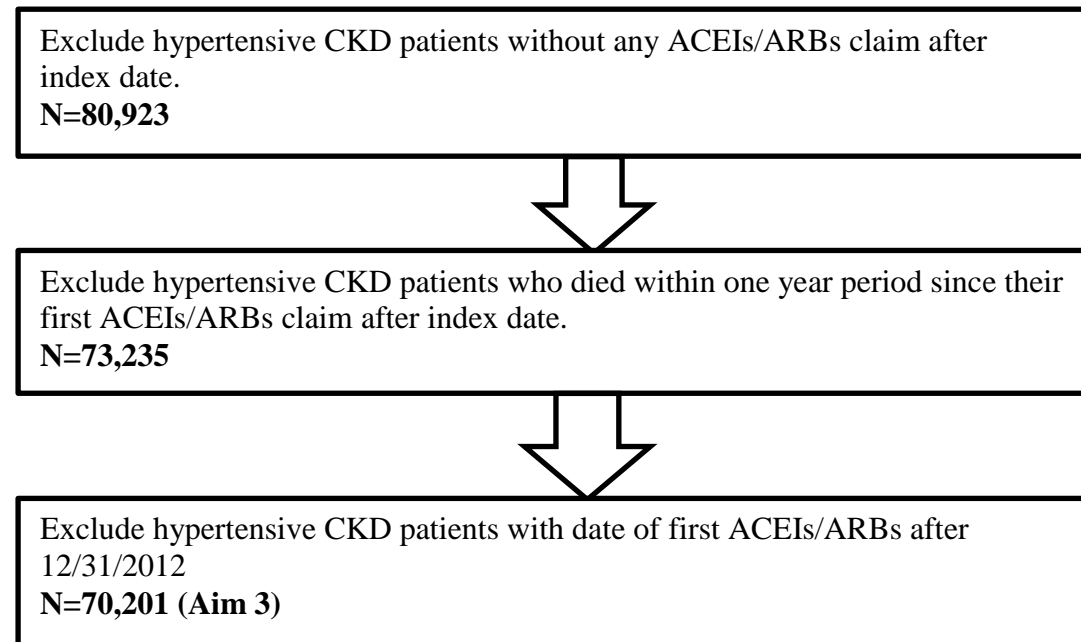 Exclude hypertensive CKD patients without any ACEIs/ARBs claim after
index date.
N=80,923
Exclude hypertensive CKD patients who died within one year period since their
first ACEIs/ARBs claim after index date.
N=73,235
Exclude hypertensive CKD patients with date of first ACEIs/ARBs after
12/31/2012
N=70,201 (Aim 3)